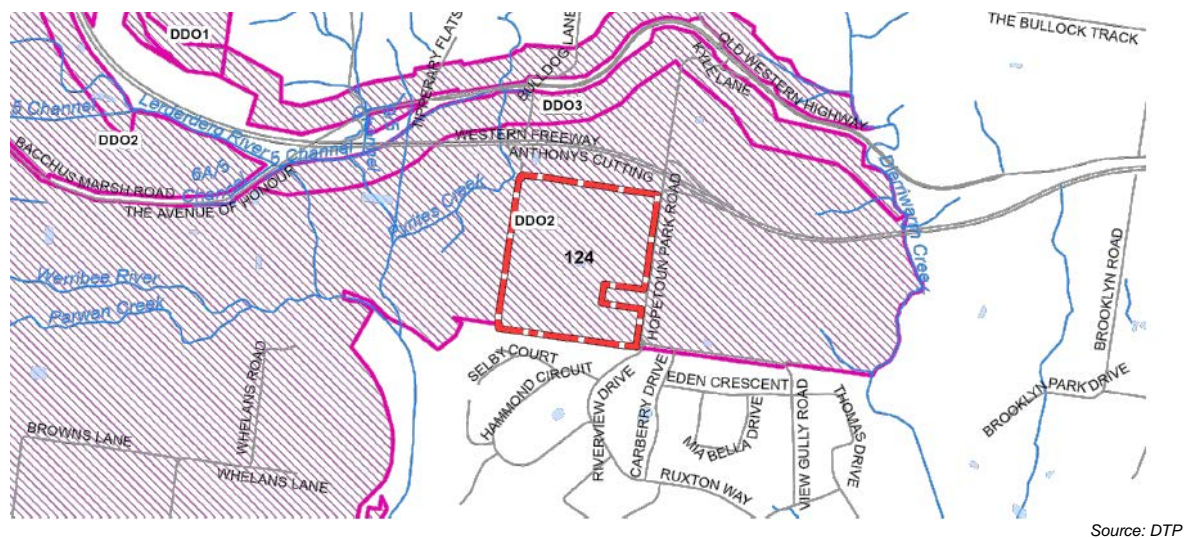 DDO1
TIPPERARY FLATS
BULLDOG LANE
OLD WESTERN HIGHWAY
KYLE LANE
THE BULLOCK TRACK
5 Channel
Lerderderg River 5 Channel
DDO3
DDO2
WESTERN FREEWAY
ANTHONYS CUTTING
BACCHUS MARSH ROAD
6A/5
THE AVENUE OF HONOUR
Pyrites Creek
Djerriwarrh Creek
DDO2
124
HOPETOUN PARK ROAD
Werribee River
Parwan Creek
BROOKLYN ROAD
SELBY COURT
HAMMOND CIRCUIT
RIVERVIEW DRIVE
CARBERRY DRIVE
EDEN CRESCENT
MIA BELLA DRIVE
VIEW GULLY ROAD
THOMAS DRIVE
BROOKLYN PARK DRIVE
WHELANS ROAD
BROWNS LANE
WHELANS LANE
RUXTON WAY
Source: DTP